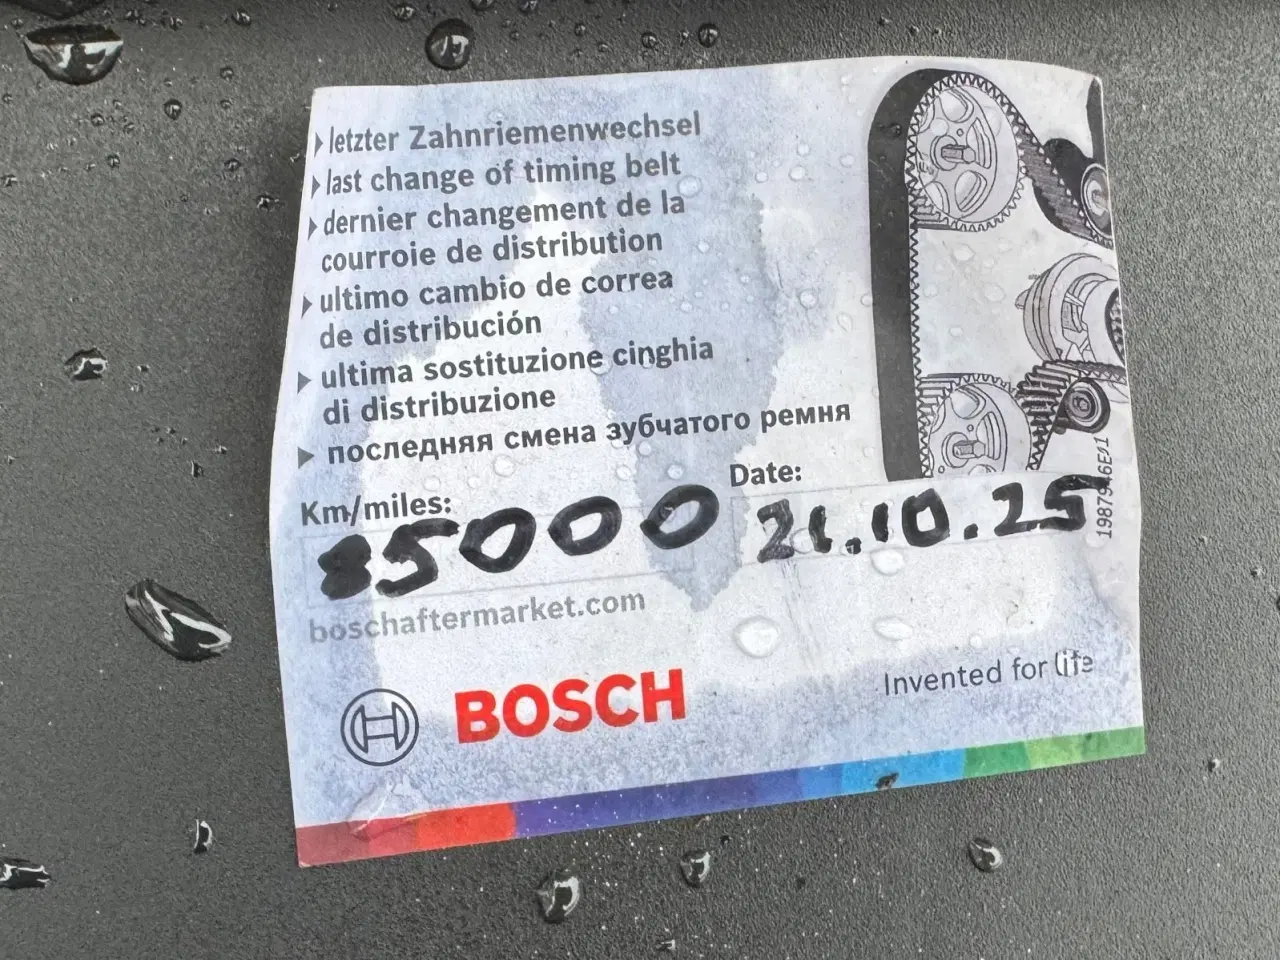 letzter Zahnriemenwechsel
last change of timing belt
dernier changement de la
courroie de distribution
ultimo cambio de correa
de distribución
ultima sostituzione cinghia
di distribuzione
последняя смена зубчатого ремня
Km/miles:
85000
Date:
21.10.25
1987946E11
boschaftermarket.com
BOSCH
Invented for life